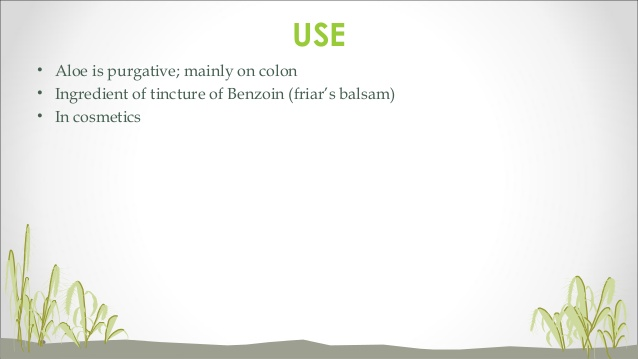 USE
• Aloe is purgative; mainly on colon
• Ingredient of tincture of Benzoin (friar’s balsam)
• In cosmetics